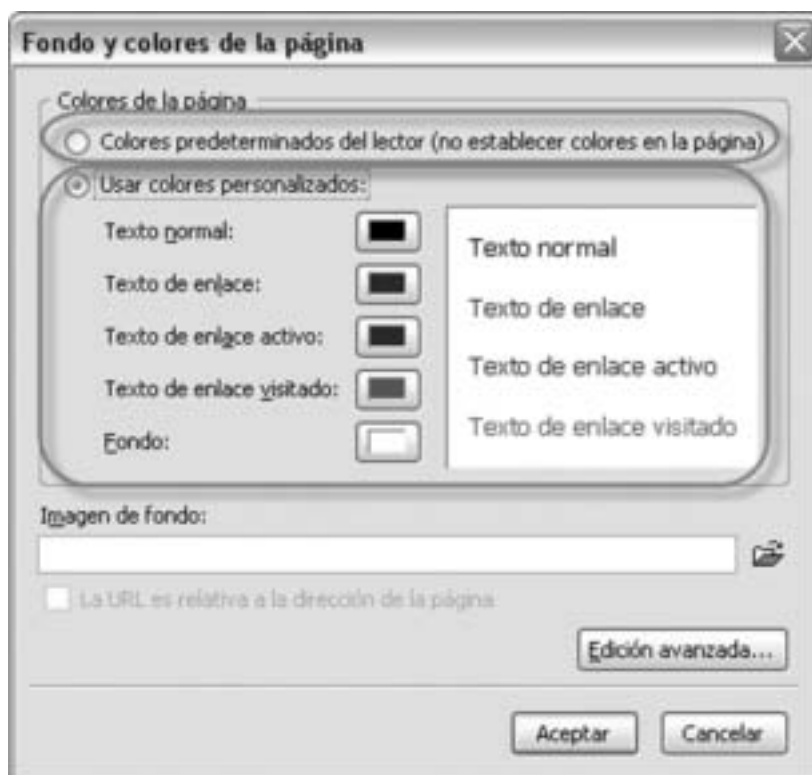 Fondo y colores de la página
Colores de la página
Colores predeterminados del lector (no establecer colores en la página)
Usar colores personalizados:
Texto normal:
Texto de enlace:
Texto de enlace activo:
Texto de enlace visitado:
Fondo:
Texto normal
Texto de enlace
Texto de enlace activo
Texto de enlace visitado
Imagen de fondo:
La URL es relativa a la dirección de la página
Edición avanzada...
Aceptar
Cancelar